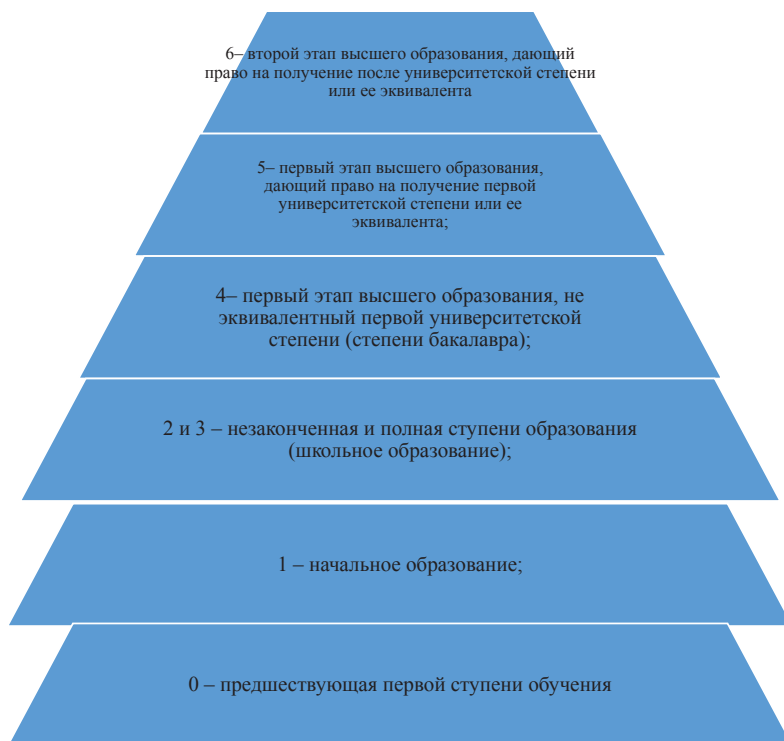 6– второй этап высшего образования, дающий
право на получение после университетской степени
или ее эквивалента
5– первый этап высшего образования,
дающий право на получение первой
университетской степени или ее
эквивалента;
4– первый этап высшего образования, не
эквивалентный первой университетской
степени (степени бакалавра);
2 и 3 – незаконченная и полная ступени образования
(школьное образование);
1 – начальное образование;
0 – предшествующая первой ступени обучения